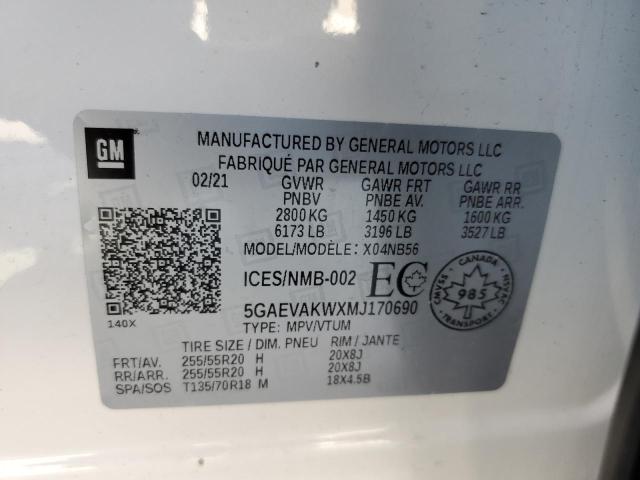 GM
MANUFACTURED BY GENERAL MOTORS LLC
FABRIQUÉ PAR GENERAL MOTORS LLC
02/21 GVWR GAWR FRT GAWR RR
PNBV PNBE AV. PNBE ARR.
2800 KG 1450 KG 1600 KG
6173 LB 3196 LB 3527 LB
MODEL/MODÈLE: X04NB56
ICES/NMB-002 EC
CANADA
CMVSS 985 NSVAC
TRANSPORT
5GAEVAKWXMJ170690
140X
TYPE: MPV/VTUM
TIRE SIZE / DIM. PNEU RIM / JANTE
FRT/AV. 255/55R20 H 20X8J
RR/ARR. 255/55R20 H 20X8J
SPA/SOS T135/70R18 M 18X4.5B